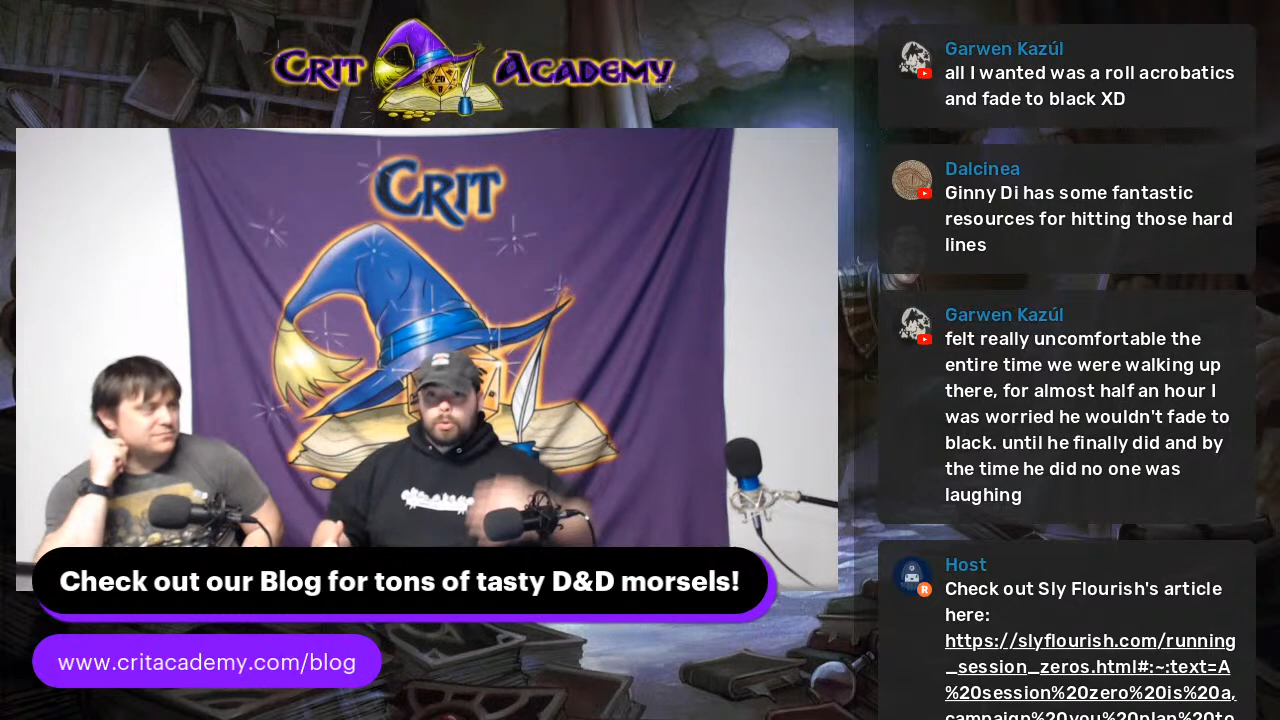 CRIT ACADEMY
20
CRIT
Check out our Blog for tons of tasty D&D morsels!
www.critacademy.com/blog
Garwen Kazúl
all I wanted was a roll acrobatics
and fade to black XD
Dalcinea
Ginny Di has some fantastic
resources for hitting those hard
lines
Garwen Kazúl
felt really uncomfortable the
entire time we were walking up
there, for almost half an hour I
was worried he wouldn't fade to
black. until he finally did and by
the time he did no one was
laughing
Host
Check out Sly Flourish's article
here:
https://slyflourish.com/running
_session_zeros.html#:~:text=A
%20session%20zero%20is%20a,
campaign%20you%20plan%20to